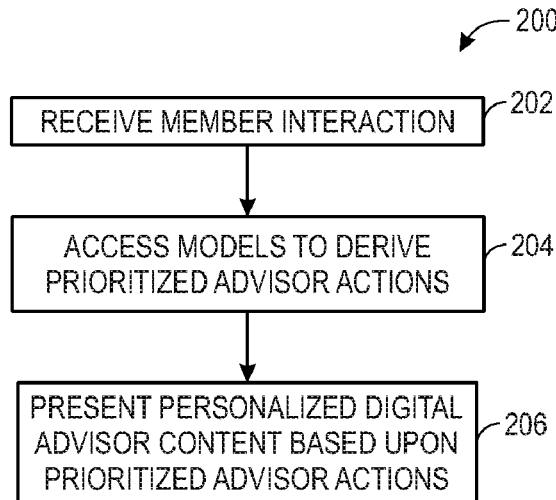 200
RECEIVE MEMBER INTERACTION
202
ACCESS MODELS TO DERIVE
PRIORITIZED ADVISOR ACTIONS
204
PRESENT PERSONALIZED DIGITAL
ADVISOR CONTENT BASED UPON
PRIORITIZED ADVISOR ACTIONS
206